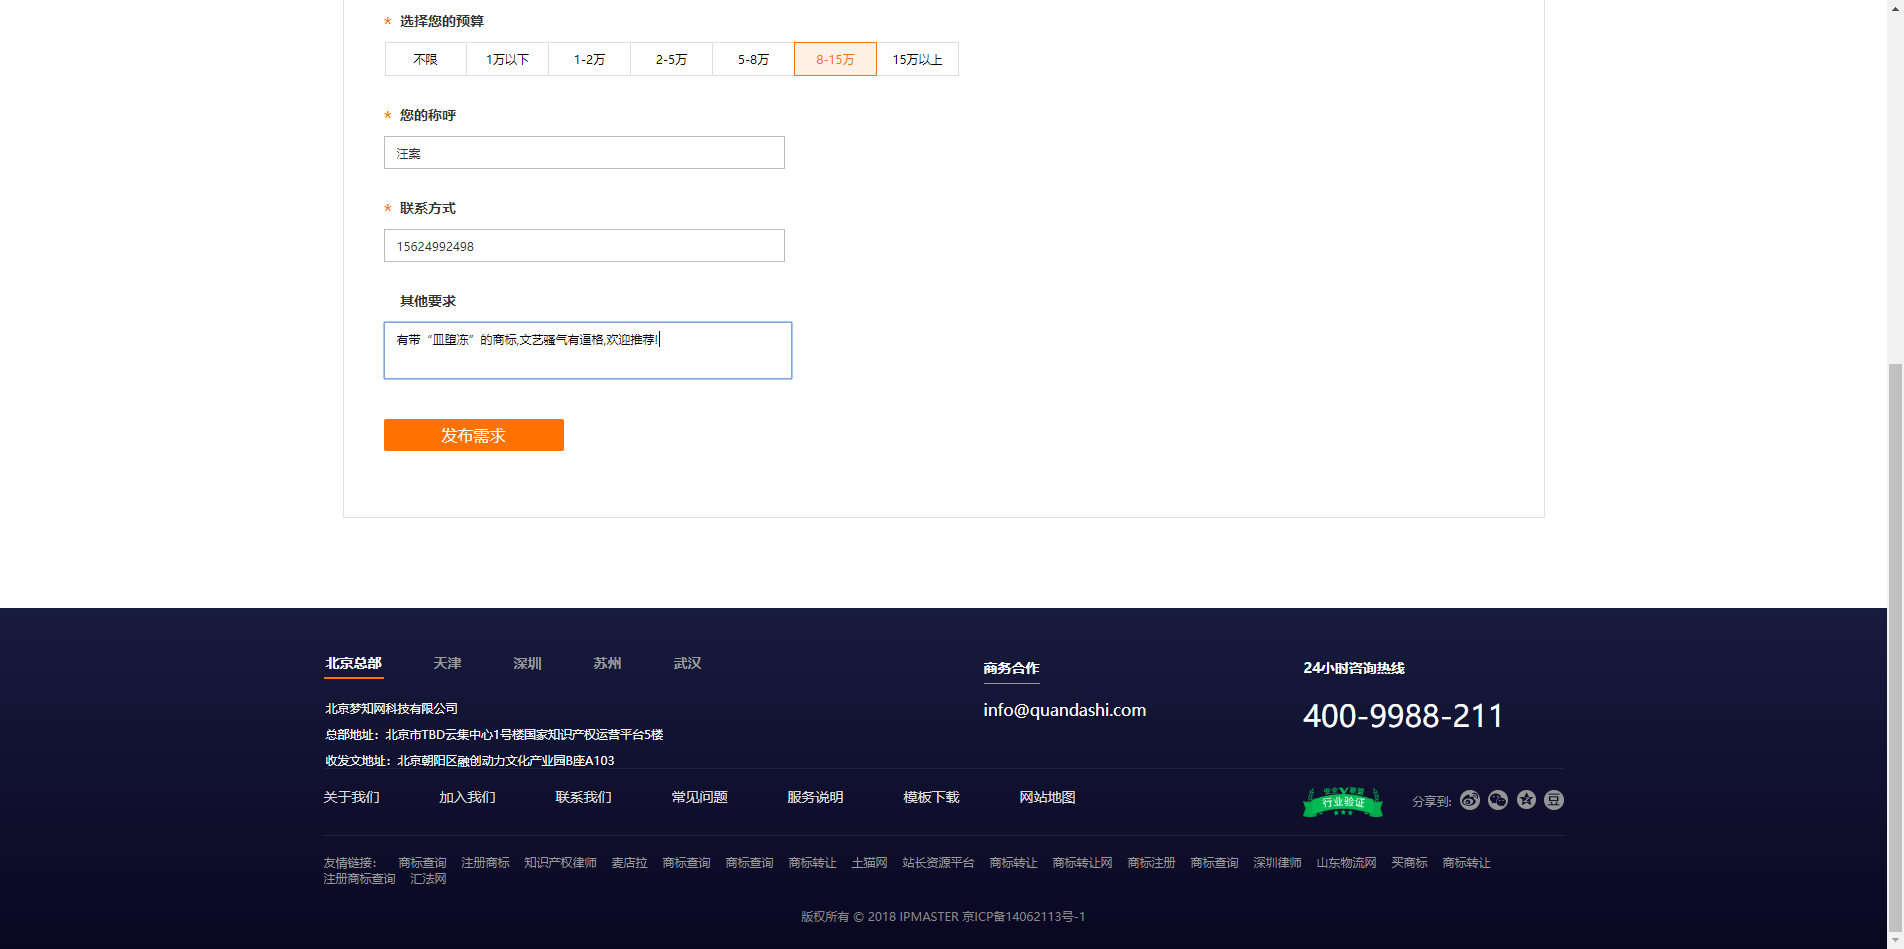 * 选择您的预算
不限 1万以下 1-2万 2-5万 5-8万 8-15万 15万以上
* 您的称呼
汪案
* 联系方式
15624992498
其他要求
有带“皿堕冻”的商标,文艺骚气有逼格,欢迎推荐!
发布需求
北京总部 天津 深圳 苏州 武汉
北京梦知网科技有限公司
总部地址：北京市TBD云集中心1号楼国家知识产权运营平台5楼
收发文地址：北京朝阳区融创动力文化产业园B座A103
商务合作
info@quandashi.com
24小时咨询热线
400-9988-211
关于我们 加入我们 联系我们 常见问题 服务说明 模板下载 网站地图
安全 联盟
行业验证
分享到:
豆
友情链接： 商标查询 注册商标 知识产权律师 麦店拉 商标查询 商标查询 商标转让 土猫网 站长资源平台 商标转让 商标转让网 商标注册 商标查询 深圳律师 山东物流网 买商标 商标转让
注册商标查询 汇法网
版权所有 © 2018 IPMASTER 京ICP备14062113号-1